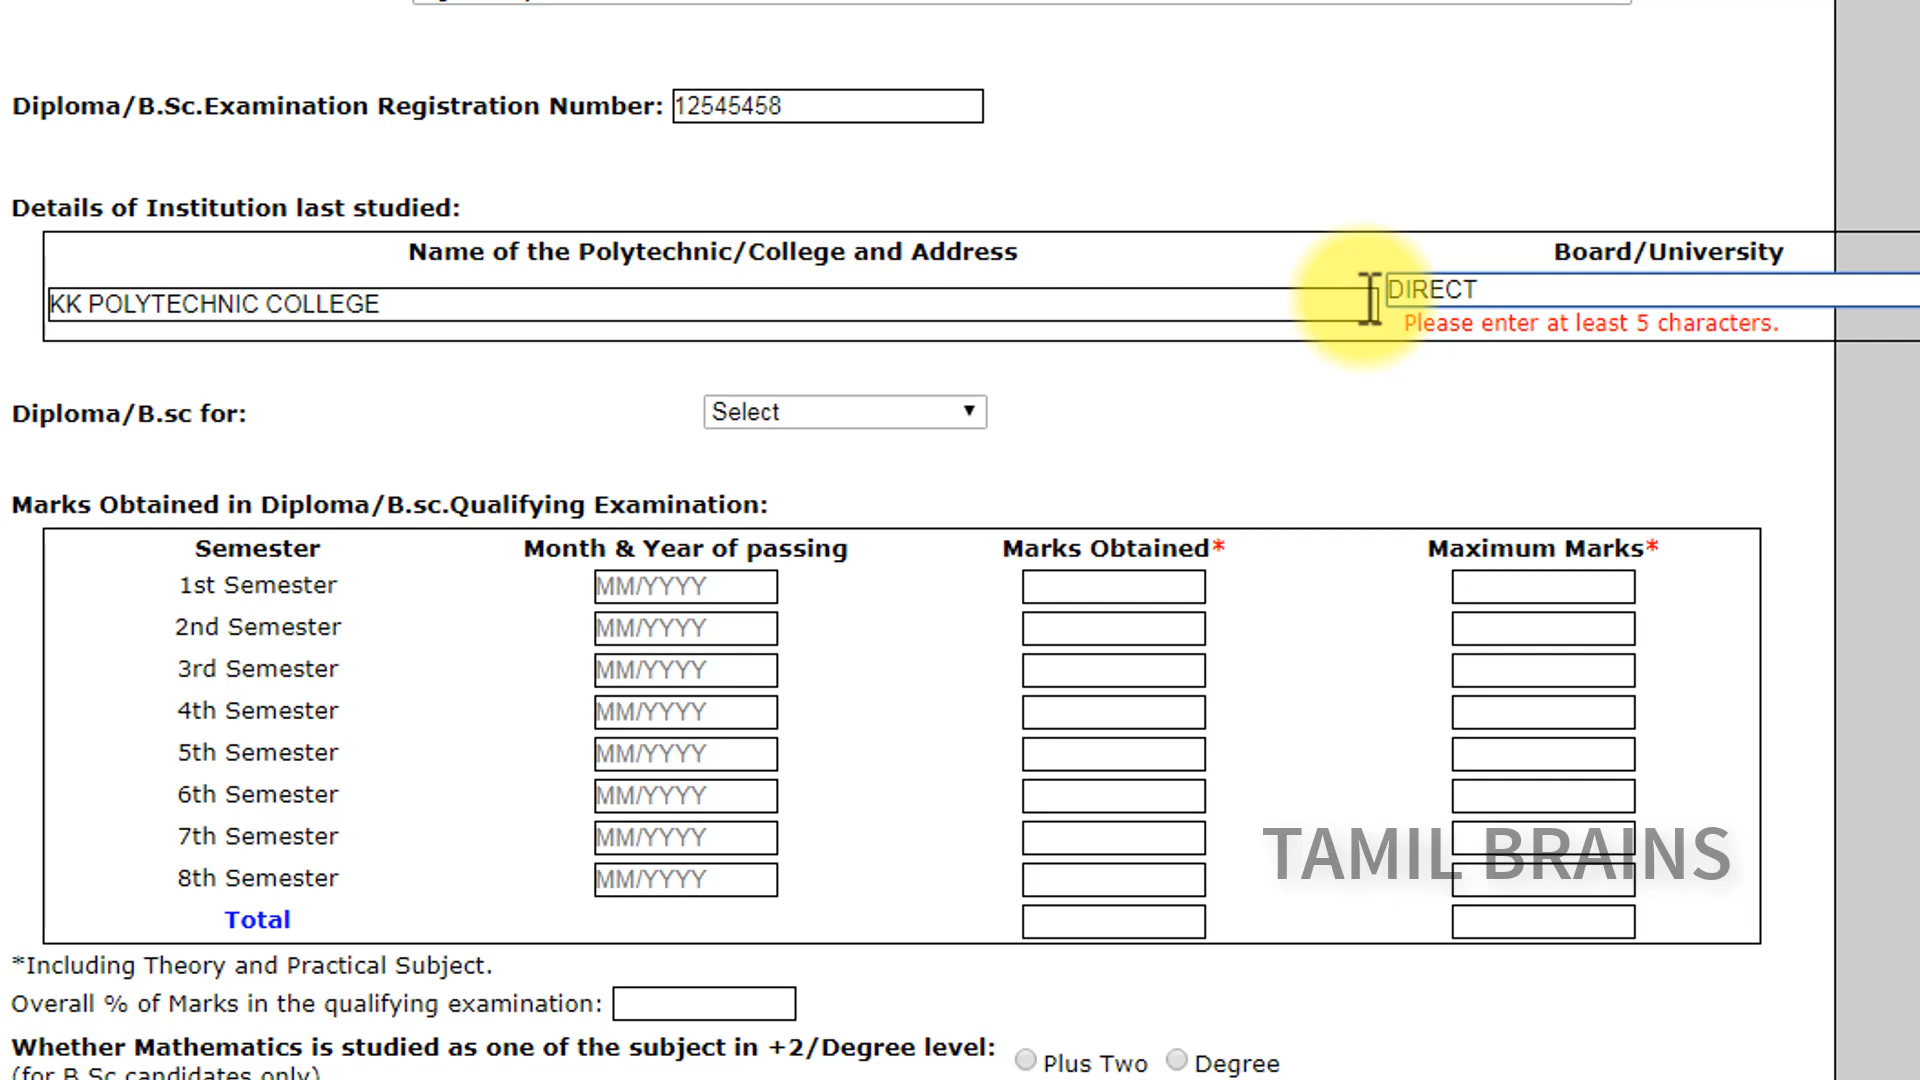 Diploma/B.Sc.Examination Registration Number: 12545458
Details of Institution last studied:
Name of the Polytechnic/College and Address Board/University
KK POLYTECHNIC COLLEGE DIRECT
Please enter at least 5 characters.
Diploma/B.sc for: Select
Marks Obtained in Diploma/B.sc.Qualifying Examination:
Semester Month & Year of passing Marks Obtained* Maximum Marks*
1st Semester MM/YYYY
2nd Semester MM/YYYY
3rd Semester MM/YYYY
4th Semester MM/YYYY
5th Semester MM/YYYY
6th Semester MM/YYYY
7th Semester MM/YYYY
TAMIL BRAINS
8th Semester MM/YYYY
Total
*Including Theory and Practical Subject.
Overall % of Marks in the qualifying examination:
Whether Mathematics is studied as one of the subject in +2/Degree level: Plus Two Degree
(for B.Sc candidates only)